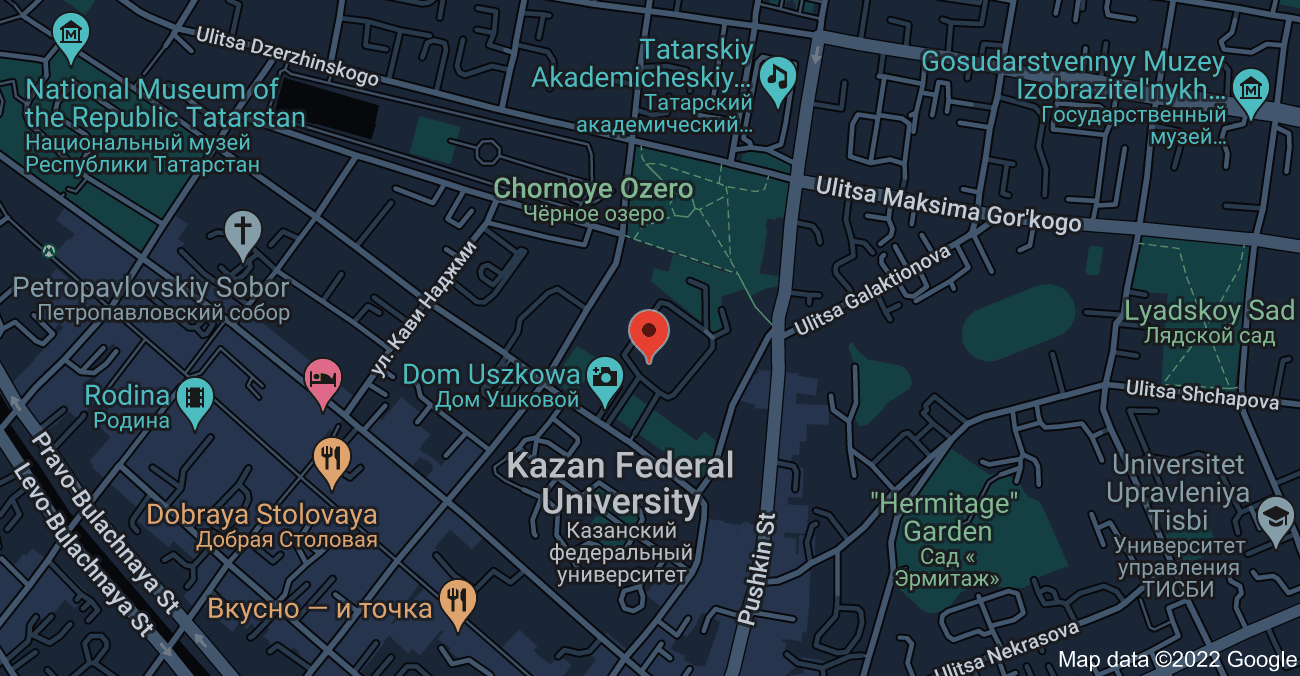 Ulitsa Dzerzhinskogo
National Museum of
the Republic Tatarstan
Национальный музей
Республики Татарстан
Tatarskiy
Akademicheskiy...
Татарский
академический...
Gosudarstvennyy Muzey
Izobrazitel'nykh...
Государственный
музей...
Chornoye Ozero
Чёрное озеро
Ulitsa Maksima Gor'kogo
Petropavlovskiy Sobor
Петропавловский собор
ул. Кави Наджми
Ulitsa Galaktionova
Lyadskoy Sad
Лядской сад
Rodina
Родина
Dom Uszkowa
Дом Ушковой
Ulitsa Shchapova
Pravo-Bulachnaya St
Levo-Bulachnaya St
Dobraya Stolovaya
Добрая Столовая
Kazan Federal
University
Казанский
федеральный
университет
Pushkin St
"Hermitage"
Garden
Сад «
Эрмитаж»
Universitet
Upravleniya
Tisbi
Университет
управления
ТИСБИ
Вкусно — и точка
Ulitsa Nekrasova
Map data ©2022 Google